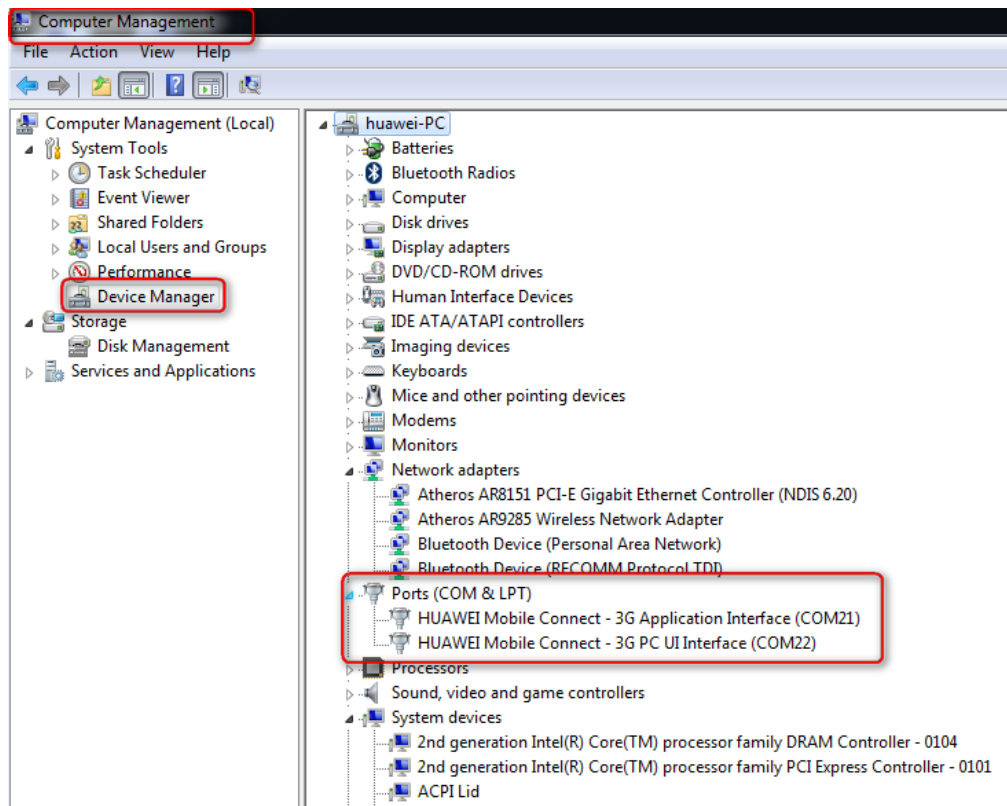 Computer Management
File Action View Help
Computer Management (Local)
System Tools
Task Scheduler
Event Viewer
Shared Folders
Local Users and Groups
Performance
Device Manager
Storage
Disk Management
Services and Applications
huawei-PC
Batteries
Bluetooth Radios
Computer
Disk drives
Display adapters
DVD/CD-ROM drives
Human Interface Devices
IDE ATA/ATAPI controllers
Imaging devices
Keyboards
Mice and other pointing devices
Modems
Monitors
Network adapters
Atheros AR8151 PCI-E Gigabit Ethernet Controller (NDIS 6.20)
Atheros AR9285 Wireless Network Adapter
Bluetooth Device (Personal Area Network)
Bluetooth Device (RFCOMM Protocol TDI)
Ports (COM & LPT)
HUAWEI Mobile Connect - 3G Application Interface (COM21)
HUAWEI Mobile Connect - 3G PC UI Interface (COM22)
Processors
Sound, video and game controllers
System devices
2nd generation Intel(R) Core(TM) processor family DRAM Controller - 0104
2nd generation Intel(R) Core(TM) processor family PCI Express Controller - 0101
ACPI Lid